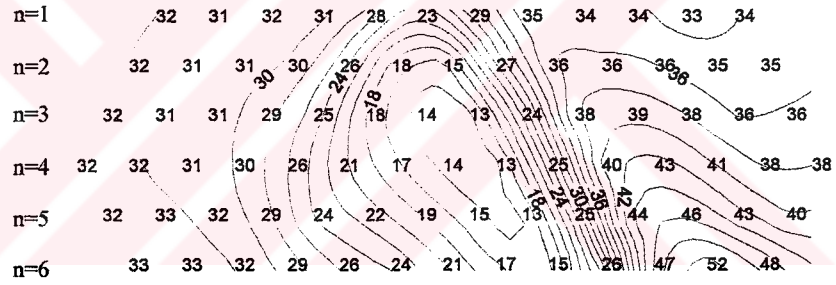 n=1 32 31 32 31 28 23 29 35 34 34 33 34
n=2 32 31 31 30 26 18 15 27 36 36 36 35 35
30 24 36
n=3 32 31 31 29 25 18 14 13 24 38 39 38 36 36
18
n=4 32 32 31 30 26 21 17 14 13 25 40 43 41 38 38
18 24 30 36 42
n=5 32 33 32 29 24 22 19 15 13 25 44 46 43 40
n=6 33 33 32 29 26 24 21 17 15 26 47 52 48